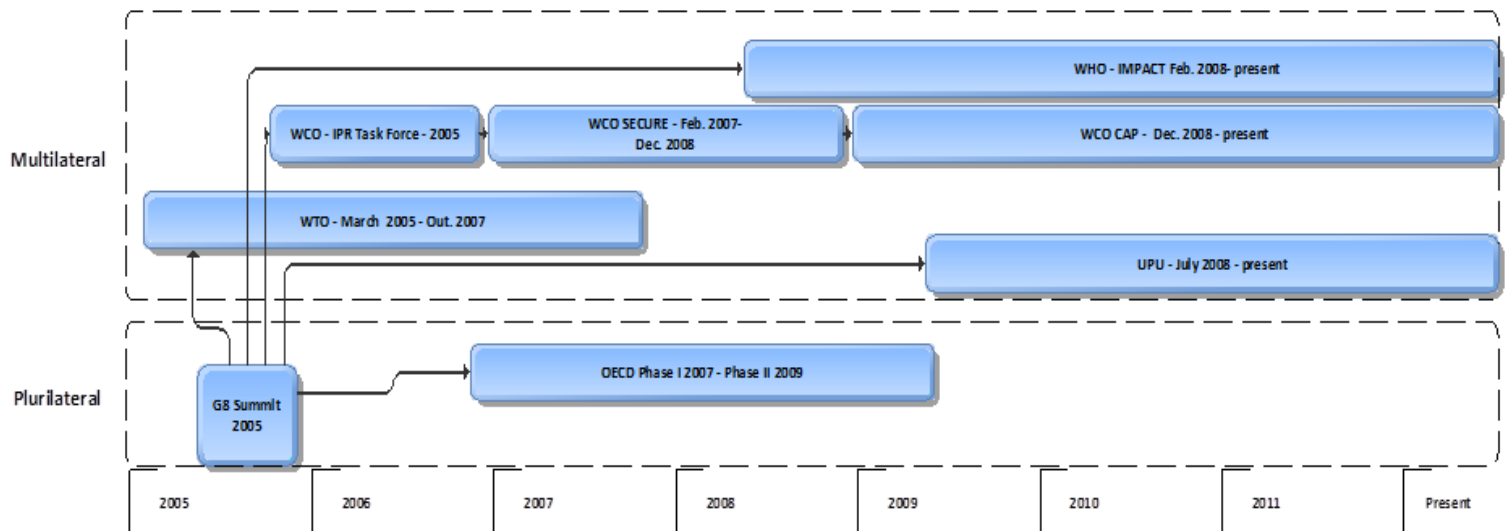 WHO - IMPACT Feb. 2008- present
WCO - IPR Task Force - 2005
WCO SECURE - Feb. 2007-
Dec. 2008
WCO CAP - Dec. 2008 - present
Multilateral
WTO - March 2005 - Out. 2007
UPU - July 2008 - present
OECD Phase I 2007 - Phase II 2009
Plurilateral
G8 Summit
2005
2005
2006
2007
2008
2009
2010
2011
Present